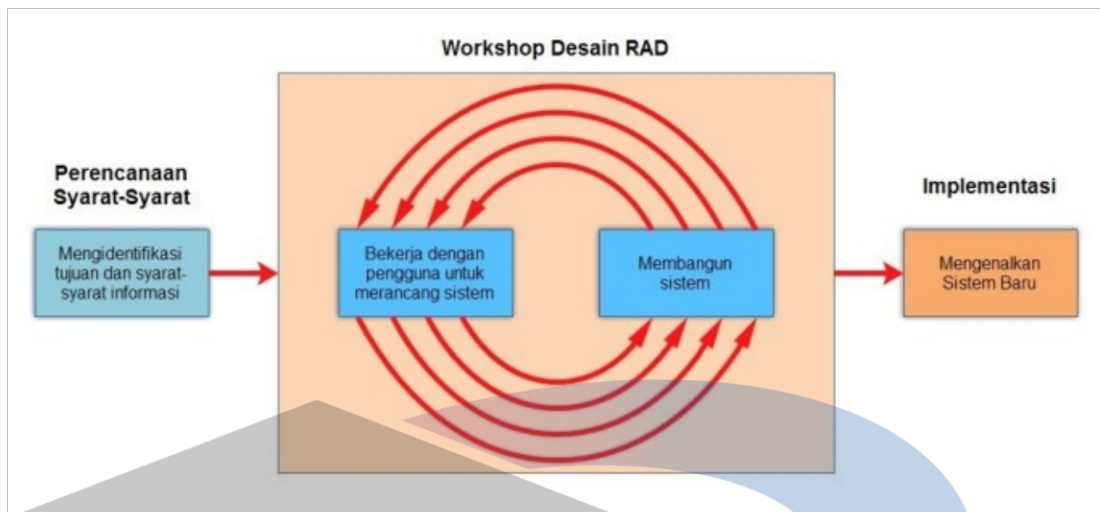 Workshop Desain RAD
Perencanaan
Syarat-Syarat
Mengidentifikasi
tujuan dan syarat-
syarat informasi
Bekerja dengan
pengguna untuk
merancang sistem
Membangun
sistem
Implementasi
Mengenalkan
Sistem Baru